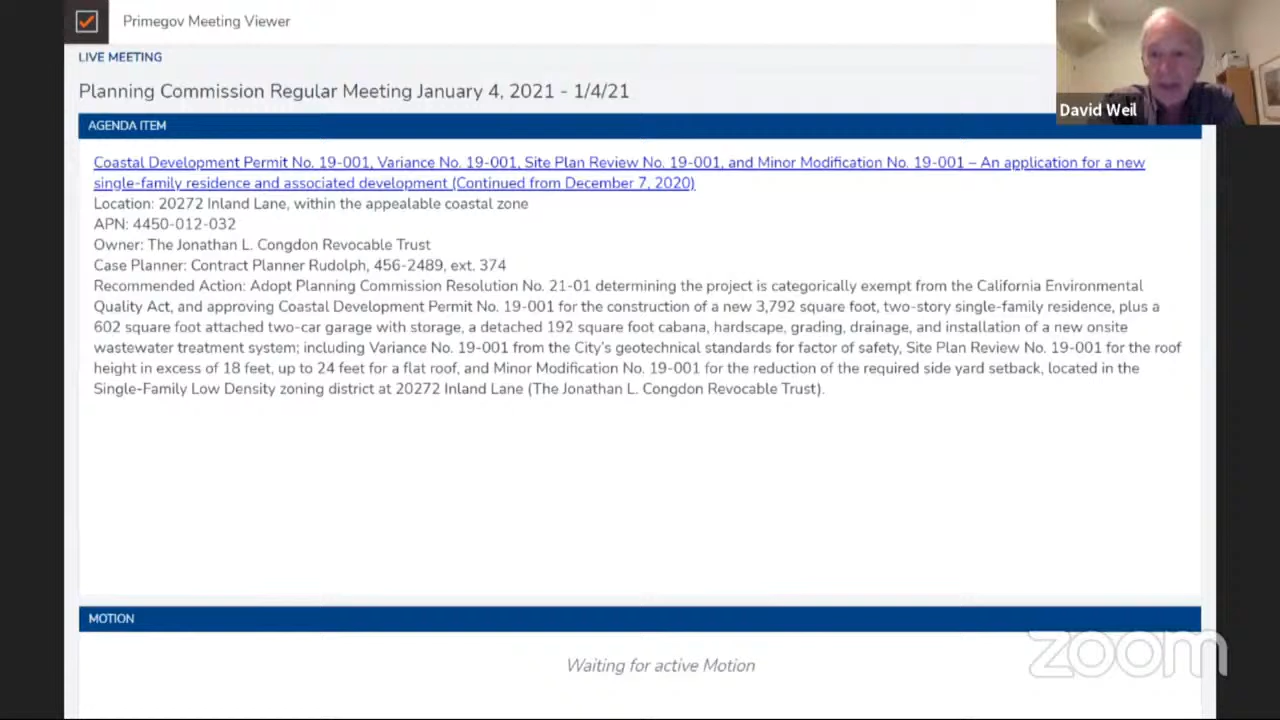 Primegov Meeting Viewer
LIVE MEETING
Planning Commission Regular Meeting January 4, 2021 - 1/4/21
David Weil
AGENDA ITEM
Coastal Development Permit No. 19-001, Variance No. 19-001, Site Plan Review No. 19-001, and Minor Modification No. 19-001 – An application for a new
single-family residence and associated development (Continued from December 7, 2020)
Location: 20272 Inland Lane, within the appealable coastal zone
APN: 4450-012-032
Owner: The Jonathan L. Congdon Revocable Trust
Case Planner: Contract Planner Rudolph, 456-2489, ext. 374
Recommended Action: Adopt Planning Commission Resolution No. 21-01 determining the project is categorically exempt from the California Environmental
Quality Act, and approving Coastal Development Permit No. 19-001 for the construction of a new 3,792 square foot, two-story single-family residence, plus a
602 square foot attached two-car garage with storage, a detached 192 square foot cabana, hardscape, grading, drainage, and installation of a new onsite
wastewater treatment system; including Variance No. 19-001 from the City's geotechnical standards for factor of safety, Site Plan Review No. 19-001 for the roof
height in excess of 18 feet, up to 24 feet for a flat roof, and Minor Modification No. 19-001 for the reduction of the required side yard setback, located in the
Single-Family Low Density zoning district at 20272 Inland Lane (The Jonathan L. Congdon Revocable Trust).
MOTION
Waiting for active Motion
zoom